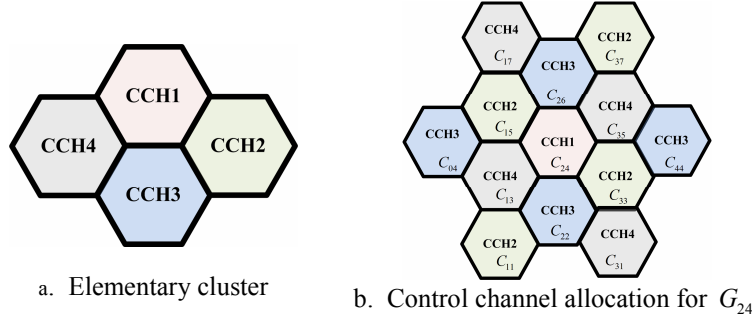 CCH1
CCH4
CCH2
CCH3
a. Elementary cluster
CCH4
C17
CCH2
C37
CCH3
C26
CCH2
C15
CCH4
C35
CCH3
C04
CCH1
C24
CCH3
C44
CCH4
C13
CCH2
C33
CCH3
C22
CCH2
C11
CCH4
C31
b. Control channel allocation for G24